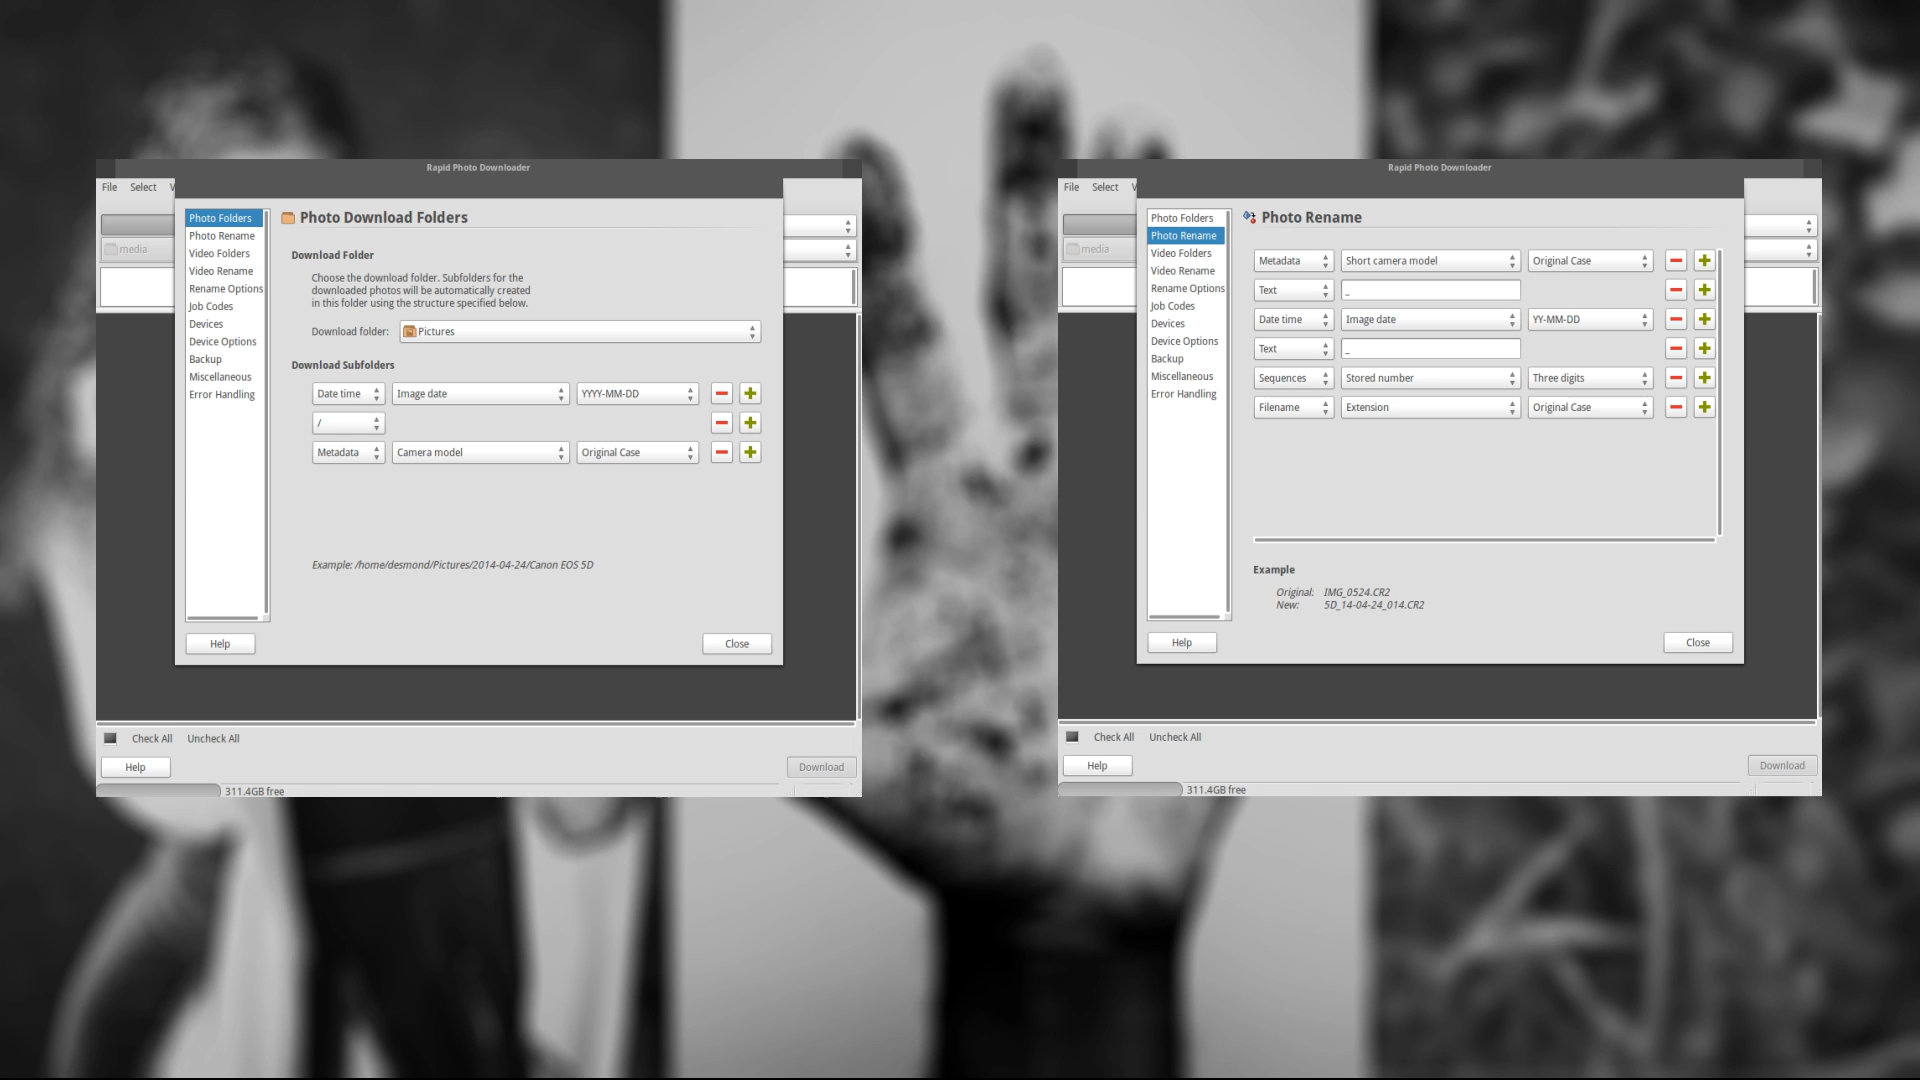 Rapid Photo Downloader
File Select
media
Photo Folders
Photo Rename
Video Folders
Video Rename
Rename Options
Job Codes
Devices
Device Options
Backup
Miscellaneous
Error Handling
Photo Download Folders
Download Folder
Choose the download folder. Subfolders for the
downloaded photos will be automatically created
in this folder using the structure specified below.
Download folder: Pictures
Download Subfolders
Date time Image date YYYY-MM-DD
/
Metadata Camera model Original Case
Example: /home/desmond/Pictures/2014-04-24/Canon EOS 5D
Help Close
Check All Uncheck All
Help Download
311.4GB free
Rapid Photo Downloader
File Select
media
Photo Folders
Photo Rename
Video Folders
Video Rename
Rename Options
Job Codes
Devices
Device Options
Backup
Miscellaneous
Error Handling
Photo Rename
Metadata Short camera model Original Case
Text _
Date time Image date YY-MM-DD
Text _
Sequences Stored number Three digits
Filename Extension Original Case
Example
Original: IMG_0524.CR2
New: 5D_14-04-24_014.CR2
Help Close
Check All Uncheck All
Help Download
311.4GB free